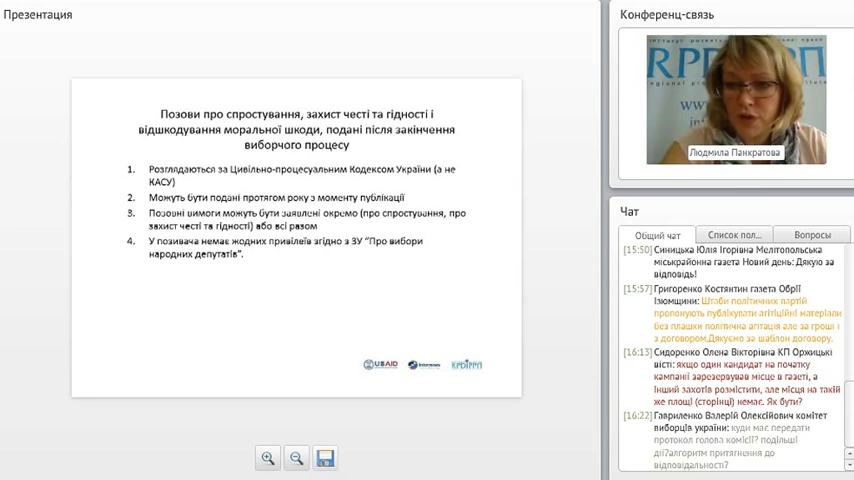 Презентация
Позови про спростування, захист честі та гідності і
відшкодування моральної шкоди, подані після закінчення
виборчого процесу
1. Розглядаються за Цивільно-процесуальним Кодексом України (а не
КАСУ)
2. Можуть бути подані протягом року з моменту публікації
3. Позовні вимоги можуть бути заявлені окремо (про спростування, про
захист честі та гідності) або всі разом
4. У позивача немає жодних привілеїв згідно з ЗУ "Про вибори
народних депутатів".
USAID
Internews
Конференц-связь
Людмила Панкратова
Чат
Общий чат
Список пол...
Вопросы
[15:50] Синицька Юлія Ігорівна Мелітопольська
міськрайонна газета Новий день: Дякую за
відповідь!
[15:57] Григоренко Костянтин газета Обрії
Ізюмщини: Штаби політичних партій
пропонують публікувати агітіційні матеріали
без плашки політична агітація але за гроші і
з договором.Дякуємо за шаблон договору.
[16:13] Сидоренко Олена Вікторівна КП Оржицькі
вісті: якщо один кандидат на початку
кампанії зарезервував місце в газеті, а
інший захотів розмістити, але місця на такій
же площі (сторінці) немає. Як бути?
[16:22] Гавриленко Валерій Олексійович комітет
виборців україни: куди має передати
протокол голова комісії? подільші
дії?алгоритм притягнення до
відповідальності?